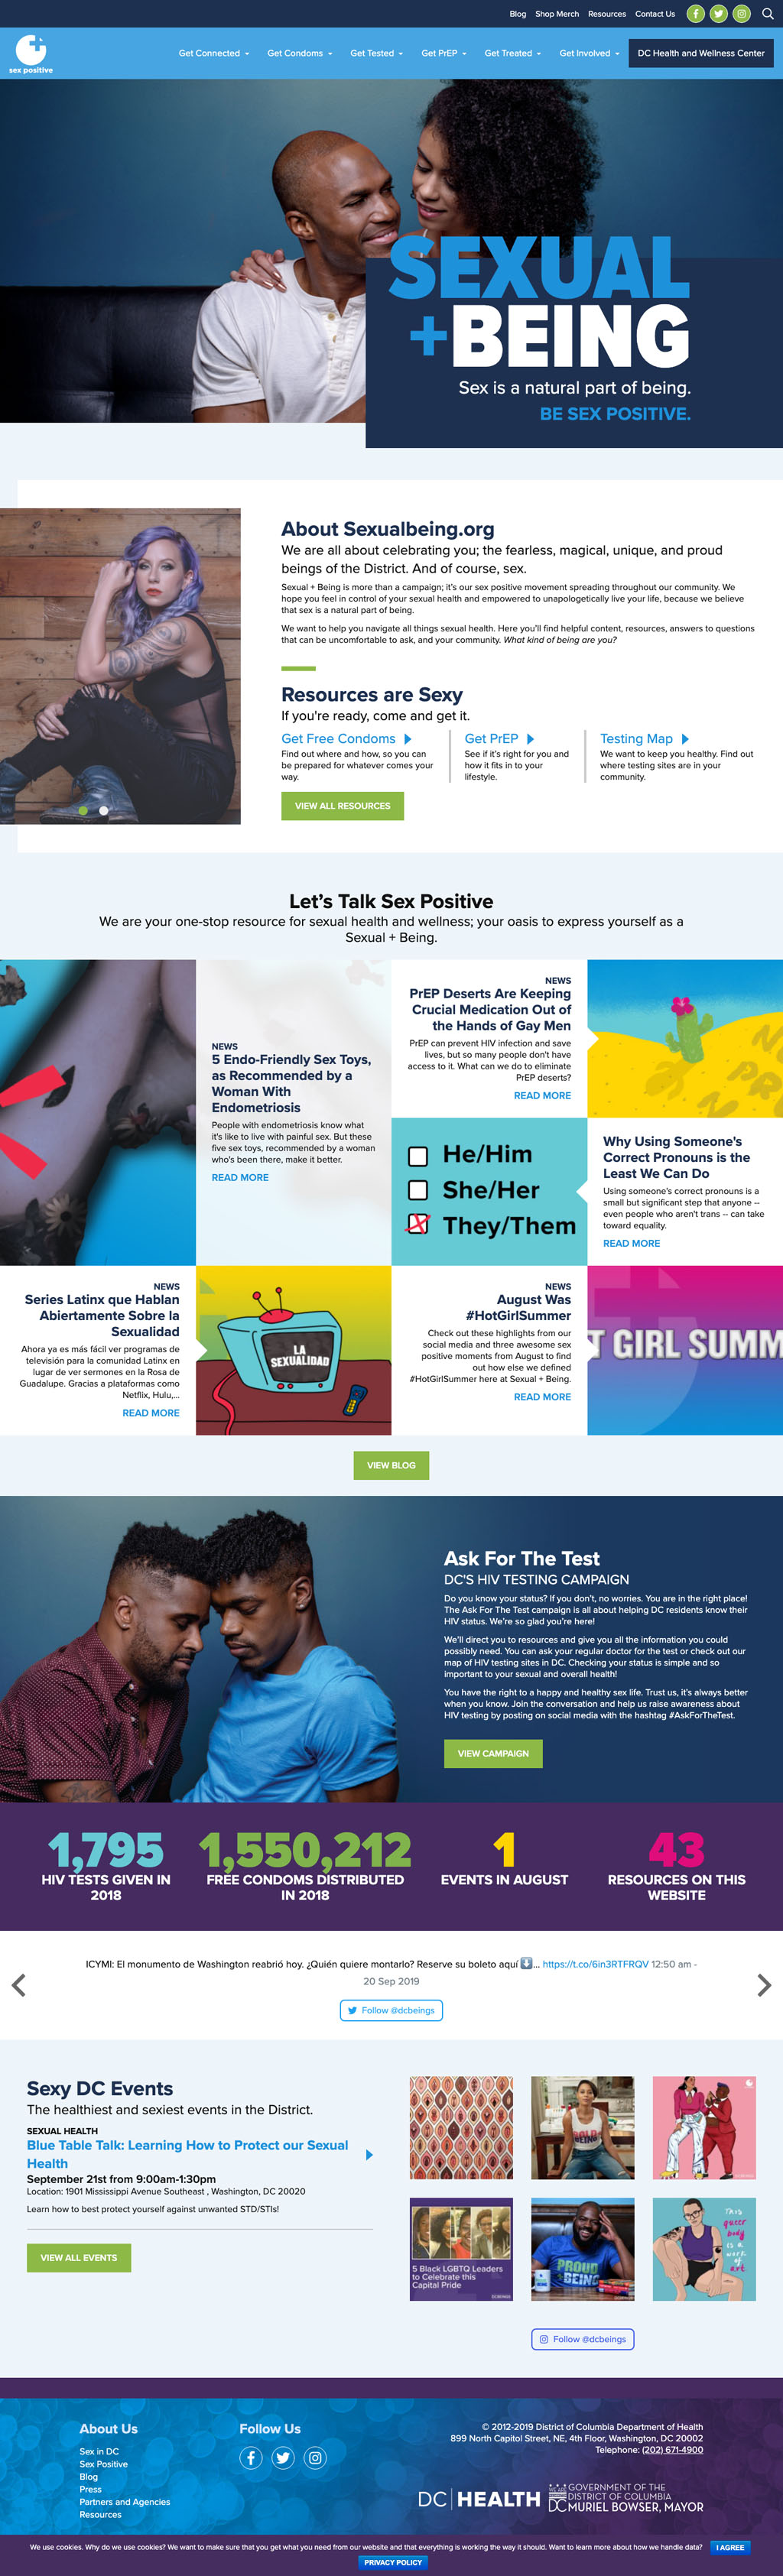 Blog Shop Merch Resources Contact Us
sex positive
Get Connected Get Condoms Get Tested Get PrEP Get Treated Get Involved DC Health and Wellness Center
SEXUAL
+BEING
Sex is a natural part of being.
BE SEX POSITIVE.
About Sexualbeing.org
We are all about celebrating you; the fearless, magical, unique, and proud
beings of the District. And of course, sex.
Sexual + Being is more than a campaign; it's our sex positive movement spreading throughout our community. We
hope you feel in control of your sexual health and empowered to unapologetically live your life, because we believe
that sex is a natural part of being.
We want to help you navigate all things sexual health. Here you'll find helpful content, resources, answers to questions
that can be uncomfortable to ask, and your community. What kind of being are you?
Resources are Sexy
If you're ready, come and get it.
Get Free Condoms
Find out where and how, so you can
be prepared for whatever comes your
way.
Get PrEP
See if it's right for you and
how it fits in to your
lifestyle.
Testing Map
We want to keep you healthy. Find out
where testing sites are in your
community.
VIEW ALL RESOURCES
Let's Talk Sex Positive
We are your one-stop resource for sexual health and wellness; your oasis to express yourself as a
Sexual + Being.
NEWS
5 Endo-Friendly Sex Toys,
as Recommended by a
Woman With
Endometriosis
People with endometriosis know what
it's like to live with painful sex. But these
five sex toys, recommended by a woman
who's been there, make it better.
READ MORE
NEWS
PrEP Deserts Are Keeping
Crucial Medication Out of
the Hands of Gay Men
PrEP can prevent HIV infection and save
lives, but so many people don't have
access to it. What can we do to eliminate
PrEP deserts?
READ MORE
He/Him
She/Her
They/Them
Why Using Someone's
Correct Pronouns is the
Least We Can Do
Using someone's correct pronouns is a
small but significant step that anyone --
even people who aren't trans -- can take
toward equality.
READ MORE
NEWS
Series Latinx que Hablan
Abiertamente Sobre la
Sexualidad
Ahora ya es más fácil ver programas de
televisión para la comunidad Latinx en
lugar de ver sermones en la Rosa de
Guadalupe. Gracias a plataformas como
Netflix, Hulu,...
READ MORE
LA
SEXUALIDAD
NEWS
August Was
#HotGirlSummer
Check out these highlights from our
social media and three awesome sex
positive moments from August to find
out how else we defined
#HotGirlSummer here at Sexual + Being.
READ MORE
T GIRL SUMM
VIEW BLOG
Ask For The Test
DC'S HIV TESTING CAMPAIGN
Do you know your status? If you don't, no worries. You are in the right place!
The Ask For The Test campaign is all about helping DC residents know their
HIV status. We're so glad you're here!
We'll direct you to resources and give you all the information you could
possibly need. You can ask your regular doctor for the test or check out our
map of HIV testing sites in DC. Checking your status is simple and so
important to your sexual and overall health!
You have the right to a happy and healthy sex life. Trust us, it's always better
when you know. Join the conversation and help us raise awareness about
HIV testing by posting on social media with the hashtag #AskForTheTest.
VIEW CAMPAIGN
1,795
HIV TESTS GIVEN IN
2018
1,550,212
FREE CONDOMS DISTRIBUTED
IN 2018
1
EVENTS IN AUGUST
43
RESOURCES ON THIS
WEBSITE
ICYMI: El monumento de Washington reabrió hoy. ¿Quién quiere montarlo? Reserve su boleto aquí ⬇️... https://t.co/6in3RTFRQV 12:50 am -
20 Sep 2019
Follow @dcbeings
Sexy DC Events
The healthiest and sexiest events in the District.
SEXUAL HEALTH
Blue Table Talk: Learning How to Protect our Sexual
Health
September 21st from 9:00am-1:30pm
Location: 1901 Mississippi Avenue Southeast , Washington, DC 20020
Learn how to best protect yourself against unwanted STD/STIs!
VIEW ALL EVENTS
BOLD
BEING
5 Black LGBTQ Leaders
to Celebrate this
Capital Pride
PROUD
+BEING
This
queer
body
is a
work
of
art
Follow @dcbeings
About Us
Sex in DC
Sex Positive
Blog
Press
Partners and Agencies
Resources
Follow Us
© 2012-2019 District of Columbia Department of Health
899 North Capitol Street, NE, 4th Floor, Washington, DC 20002
Telephone: (202) 671-4900
DC HEALTH
WE ARE
DC
GOVERNMENT OF THE
DISTRICT OF COLUMBIA
MURIEL BOWSER, MAYOR
We use cookies. Why do we use cookies? We want to make sure that you get what you need from our website and that everything is working the way it should. Want to learn more about how we handle data? I AGREE
PRIVACY POLICY